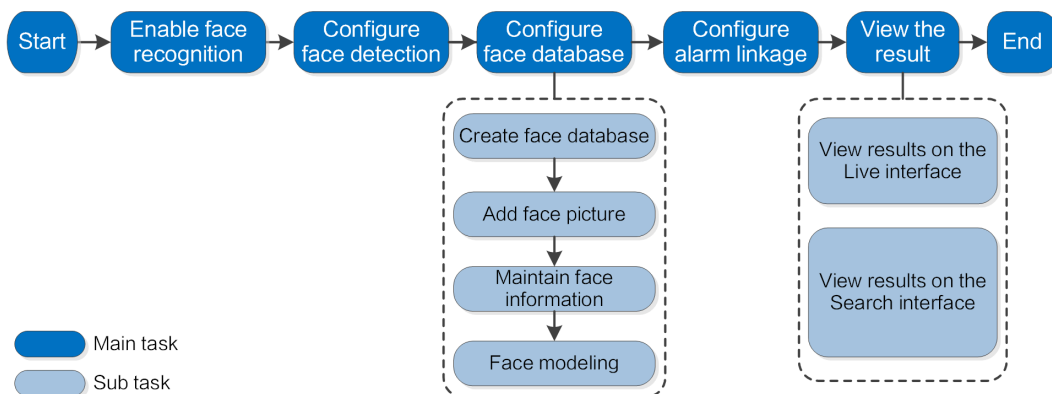 Start
Enable face
recognition
Configure
face detection
Configure
face database
Configure
alarm linkage
View the
result
End
Create face database
Add face picture
Maintain face
information
Face modeling
View results on the
Live interface
View results on the
Search interface
Main task
Sub task